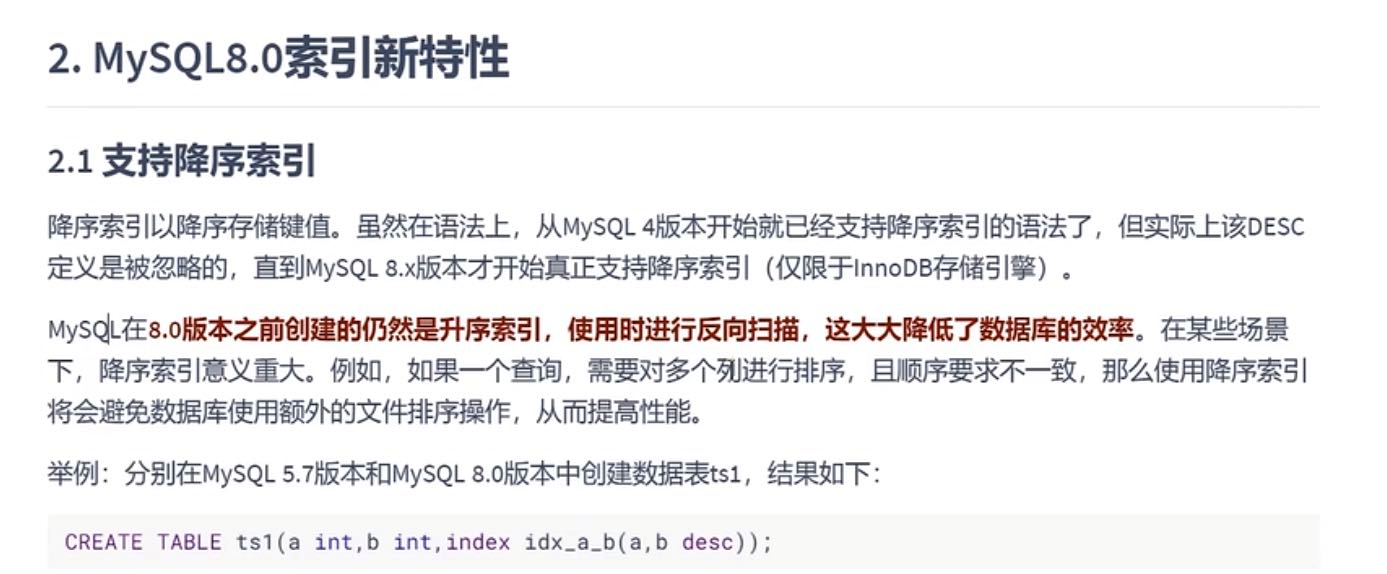 2. MySQL8.0索引新特性
2.1 支持降序索引
降序索引以降序存储键值。虽然在语法上，从MySQL 4版本开始就已经支持降序索引的语法了，但实际上该DESC
定义是被忽略的，直到MySQL 8.x版本才开始真正支持降序索引（仅限于InnoDB存储引擎）。
MySQL在8.0版本之前创建的仍然是升序索引，使用时进行反向扫描，这大大降低了数据库的效率。在某些场景
下，降序索引意义重大。例如，如果一个查询，需要对多个列进行排序，且顺序要求不一致，那么使用降序索引
将会避免数据库使用额外的文件排序操作，从而提高性能。
举例：分别在MySQL 5.7版本和MySQL 8.0版本中创建数据表ts1，结果如下：
CREATE TABLE ts1(a int,b int,index idx_a_b(a,b desc));